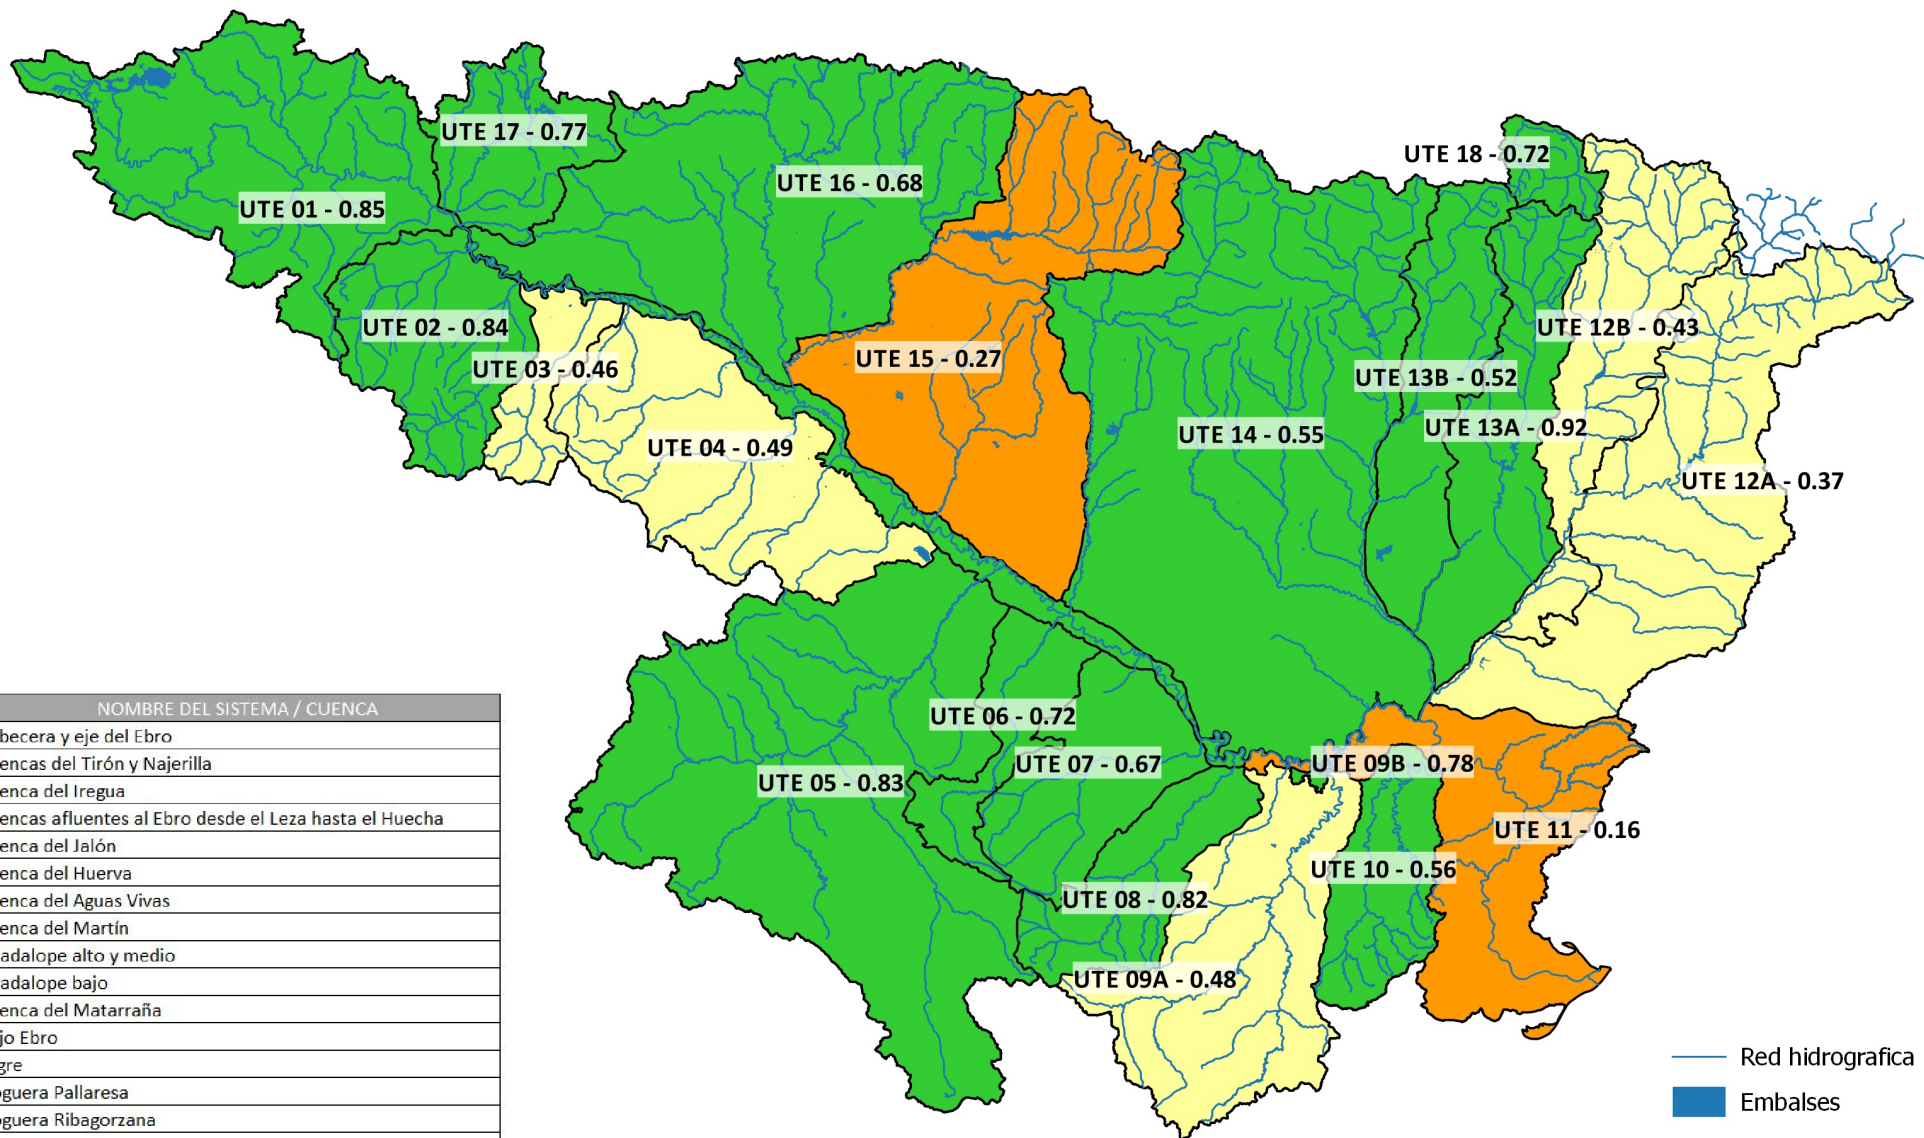 UTE 17 - 0.77
UTE 18 - 0.72
UTE 16 - 0.68
UTE 01 - 0.85
UTE 02 - 0.84
UTE 12B - 0.43
UTE 15 - 0.27
UTE 03 - 0.46
UTE 13B - 0.52
UTE 13A - 0.92
UTE 14 - 0.55
UTE 04 - 0.49
UTE 12A - 0.37
UTE 06 - 0.72
UTE 07 - 0.67
UTE 09B - 0.78
UTE 05 - 0.83
UTE 11 - 0.16
UTE 10 - 0.56
UTE 08 - 0.82
UTE 09A - 0.48
NOMBRE DEL SISTEMA / CUENCA
becera y eje del Ebro
encas del Tirón y Najerilla
enca del Iregua
encas afluentes al Ebro desde el Leza hasta el Huecha
enca del Jalón
enca del Huerva
enca del Aguas Vivas
enca del Martín
adalope alto y medio
adalope bajo
enca del Matarraña
jo Ebro
gre
oguera Pallaresa
oguera Ribagorzana
Red hidrografica
Embalses